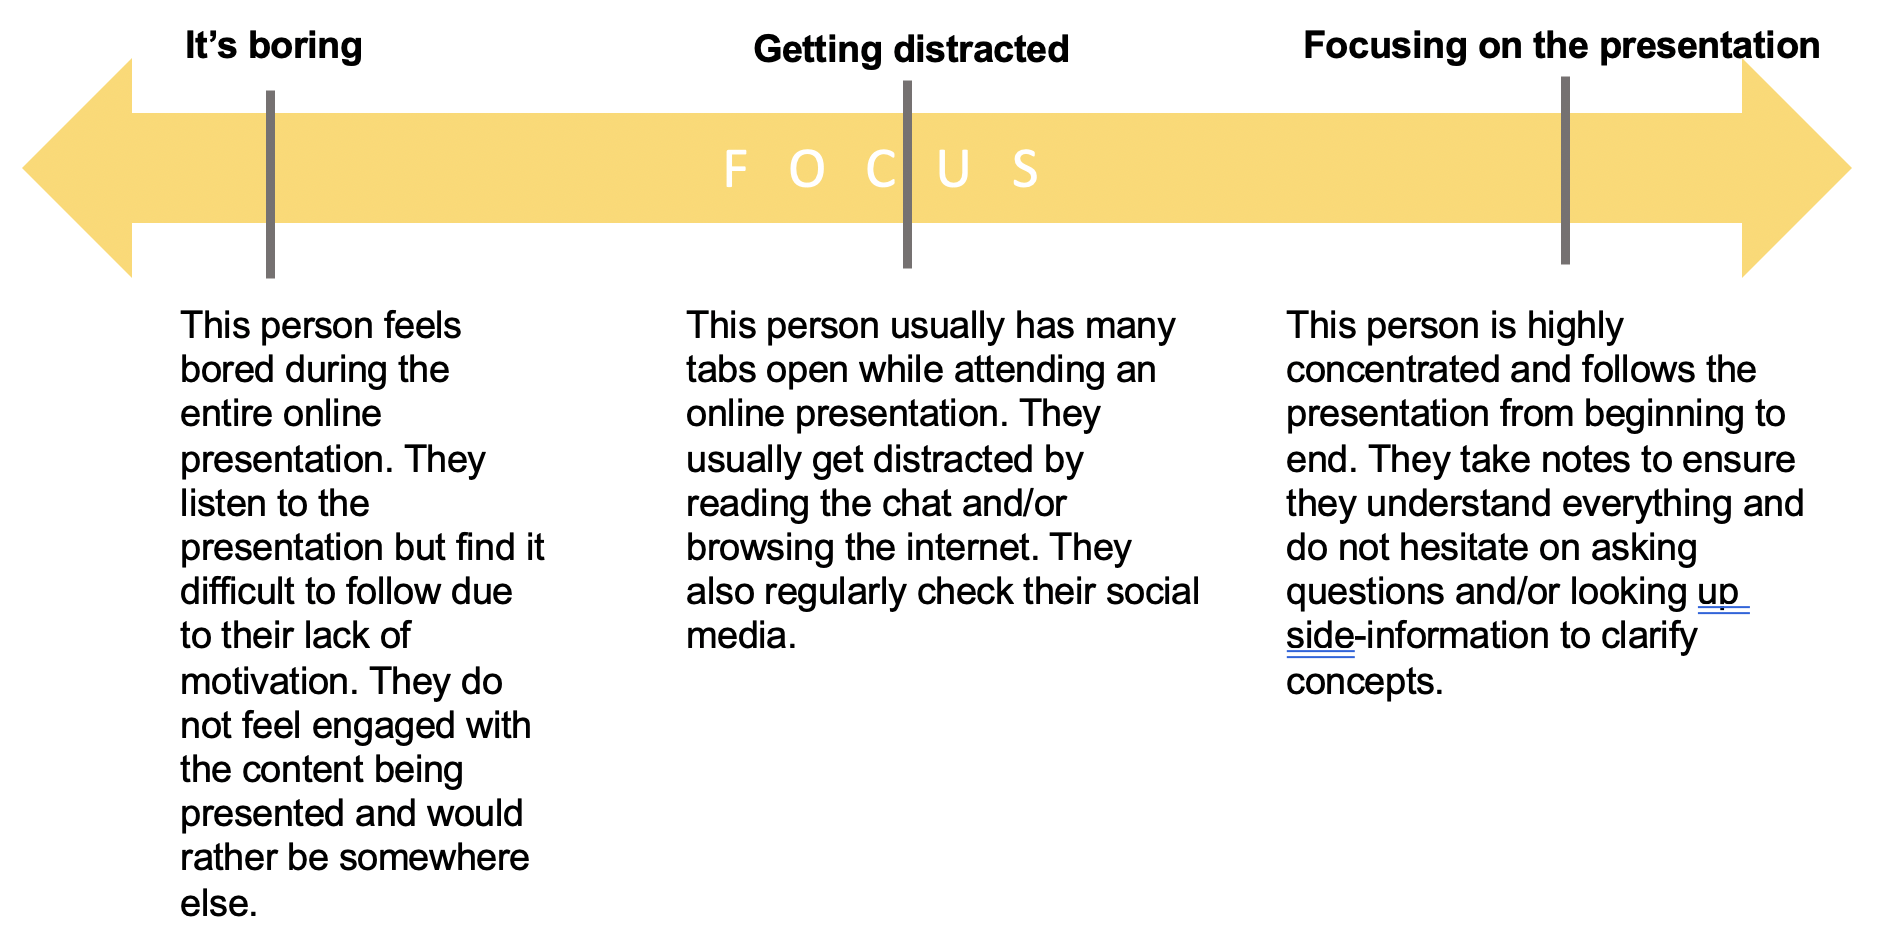 It's boring
Getting distracted
Focusing on the presentation
F O C U S
This person feels
bored during the
entire online
presentation. They
listen to the
presentation but find it
difficult to follow due
to their lack of
motivation. They do
not feel engaged with
the content being
presented and would
rather be somewhere
else.
This person usually has many
tabs open while attending an
online presentation. They
usually get distracted by
reading the chat and/or
browsing the internet. They
also regularly check their social
media.
This person is highly
concentrated and follows the
presentation from beginning to
end. They take notes to ensure
they understand everything and
do not hesitate on asking
questions and/or looking up
side-information to clarify
concepts.